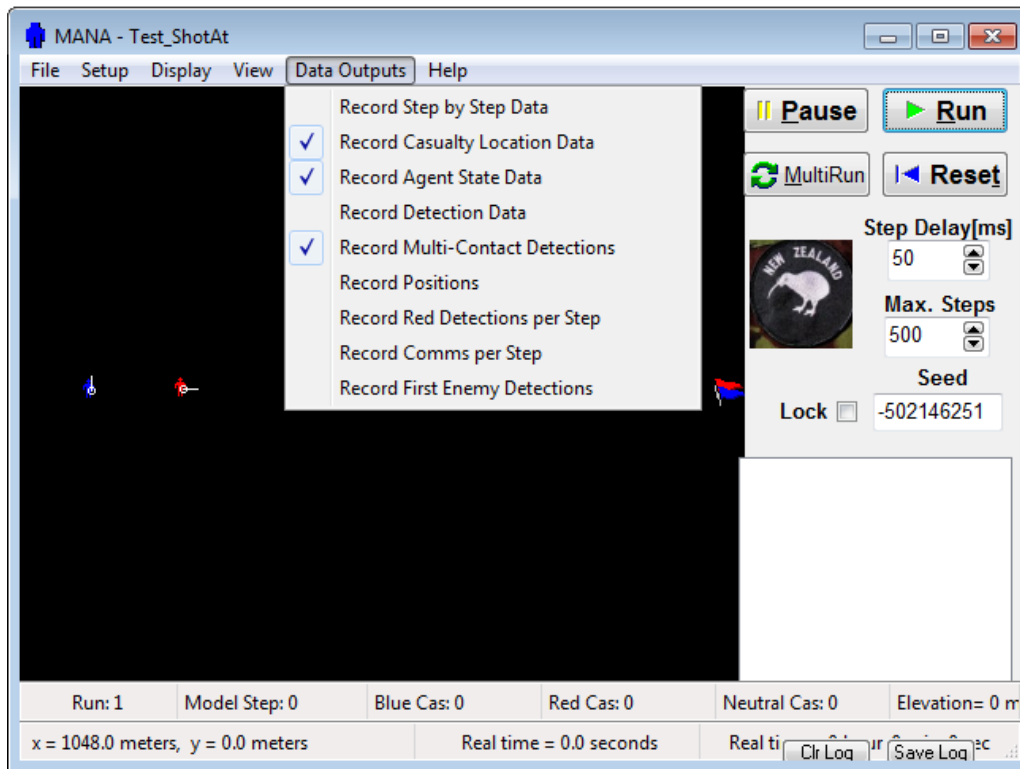 MANA - Test_ShotAt
File Setup Display View Data Outputs Help
Record Step by Step Data
Record Casualty Location Data
Record Agent State Data
Record Detection Data
Record Multi-Contact Detections
Record Positions
Record Red Detections per Step
Record Comms per Step
Record First Enemy Detections
Pause Run
MultiRun Reset
Step Delay[ms]
50
NEW ZEALAND
Max. Steps
500
Seed
Lock -502146251
Run: 1 Model Step: 0 Blue Cas: 0 Red Cas: 0 Neutral Cas: 0 Elevation= 0 m
x = 1048.0 meters, y = 0.0 meters Real time = 0.0 seconds Real ti
Clr Log Save Log